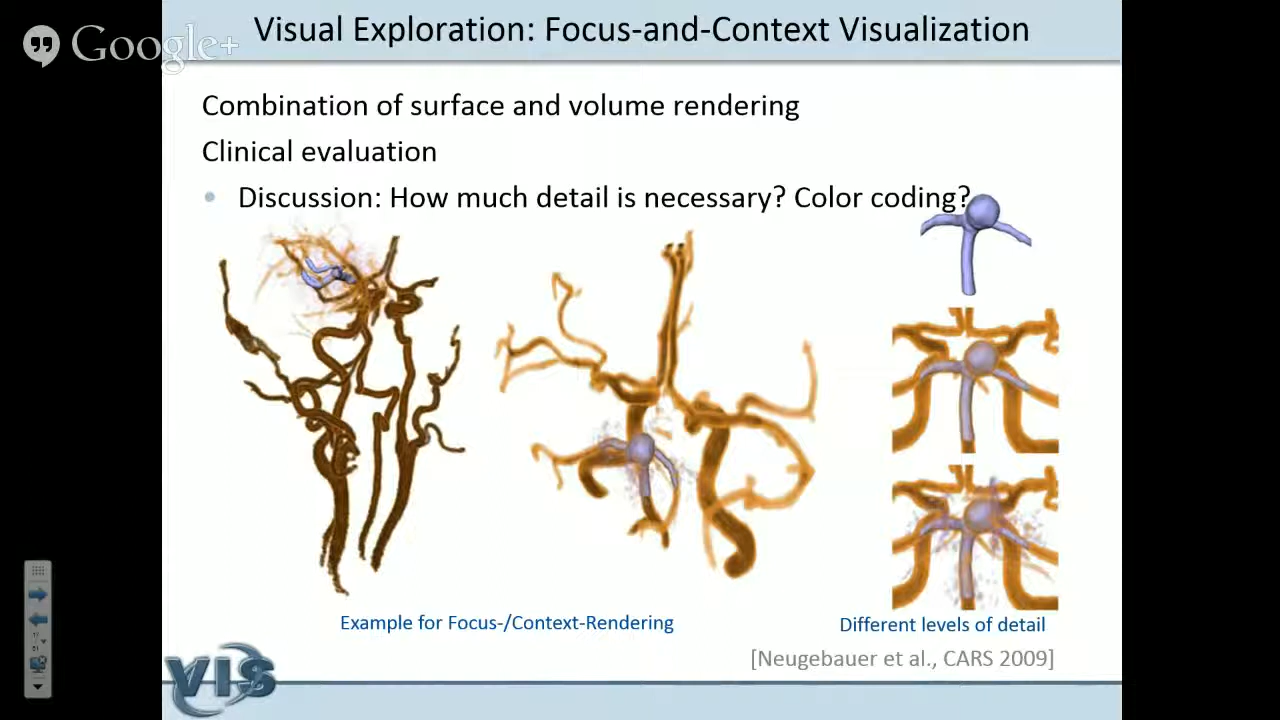 Google+
Visual Exploration: Focus-and-Context Visualization
Combination of surface and volume rendering
Clinical evaluation
• Discussion: How much detail is necessary? Color coding?
Example for Focus-/Context-Rendering
Different levels of detail
[Neugebauer et al., CARS 2009]
VIS